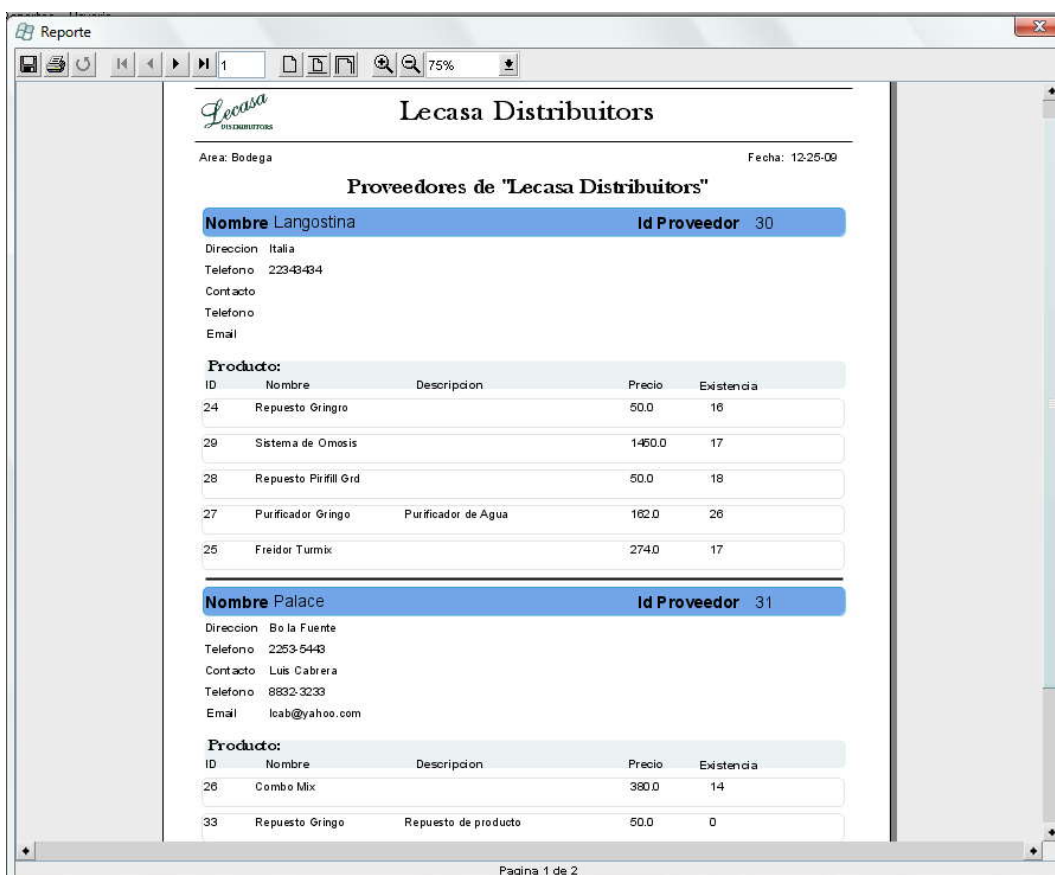 Reporte
1 75%
Lecasa
DISTRIBUITORS
Lecasa Distribuitors
Area: Bodega Fecha: 12-25-09
Proveedores de "Lecasa Distribuitors"
Nombre Langostina Id Proveedor 30
Direccion Italia
Telefono 22343434
Contacto
Telefono
Email
Producto:
ID Nombre Descripcion Precio Existencia
24 Repuesto Gringro 50.0 16
29 Sistema de Omosis 1450.0 17
28 Repuesto Pirifill Grd 50.0 18
27 Purificador Gringo Purificador de Agua 162.0 26
25 Freidor Turmix 274.0 17
Nombre Palace Id Proveedor 31
Direccion Bo la Fuente
Telefono 2253-5443
Contacto Luis Cabrera
Telefono 8832-3233
Email lcab@yahoo.com
Producto:
ID Nombre Descripcion Precio Existencia
26 Combo Mix 380.0 14
33 Repuesto Gringo Repuesto de producto 50.0 0
Pagina 1 de 2